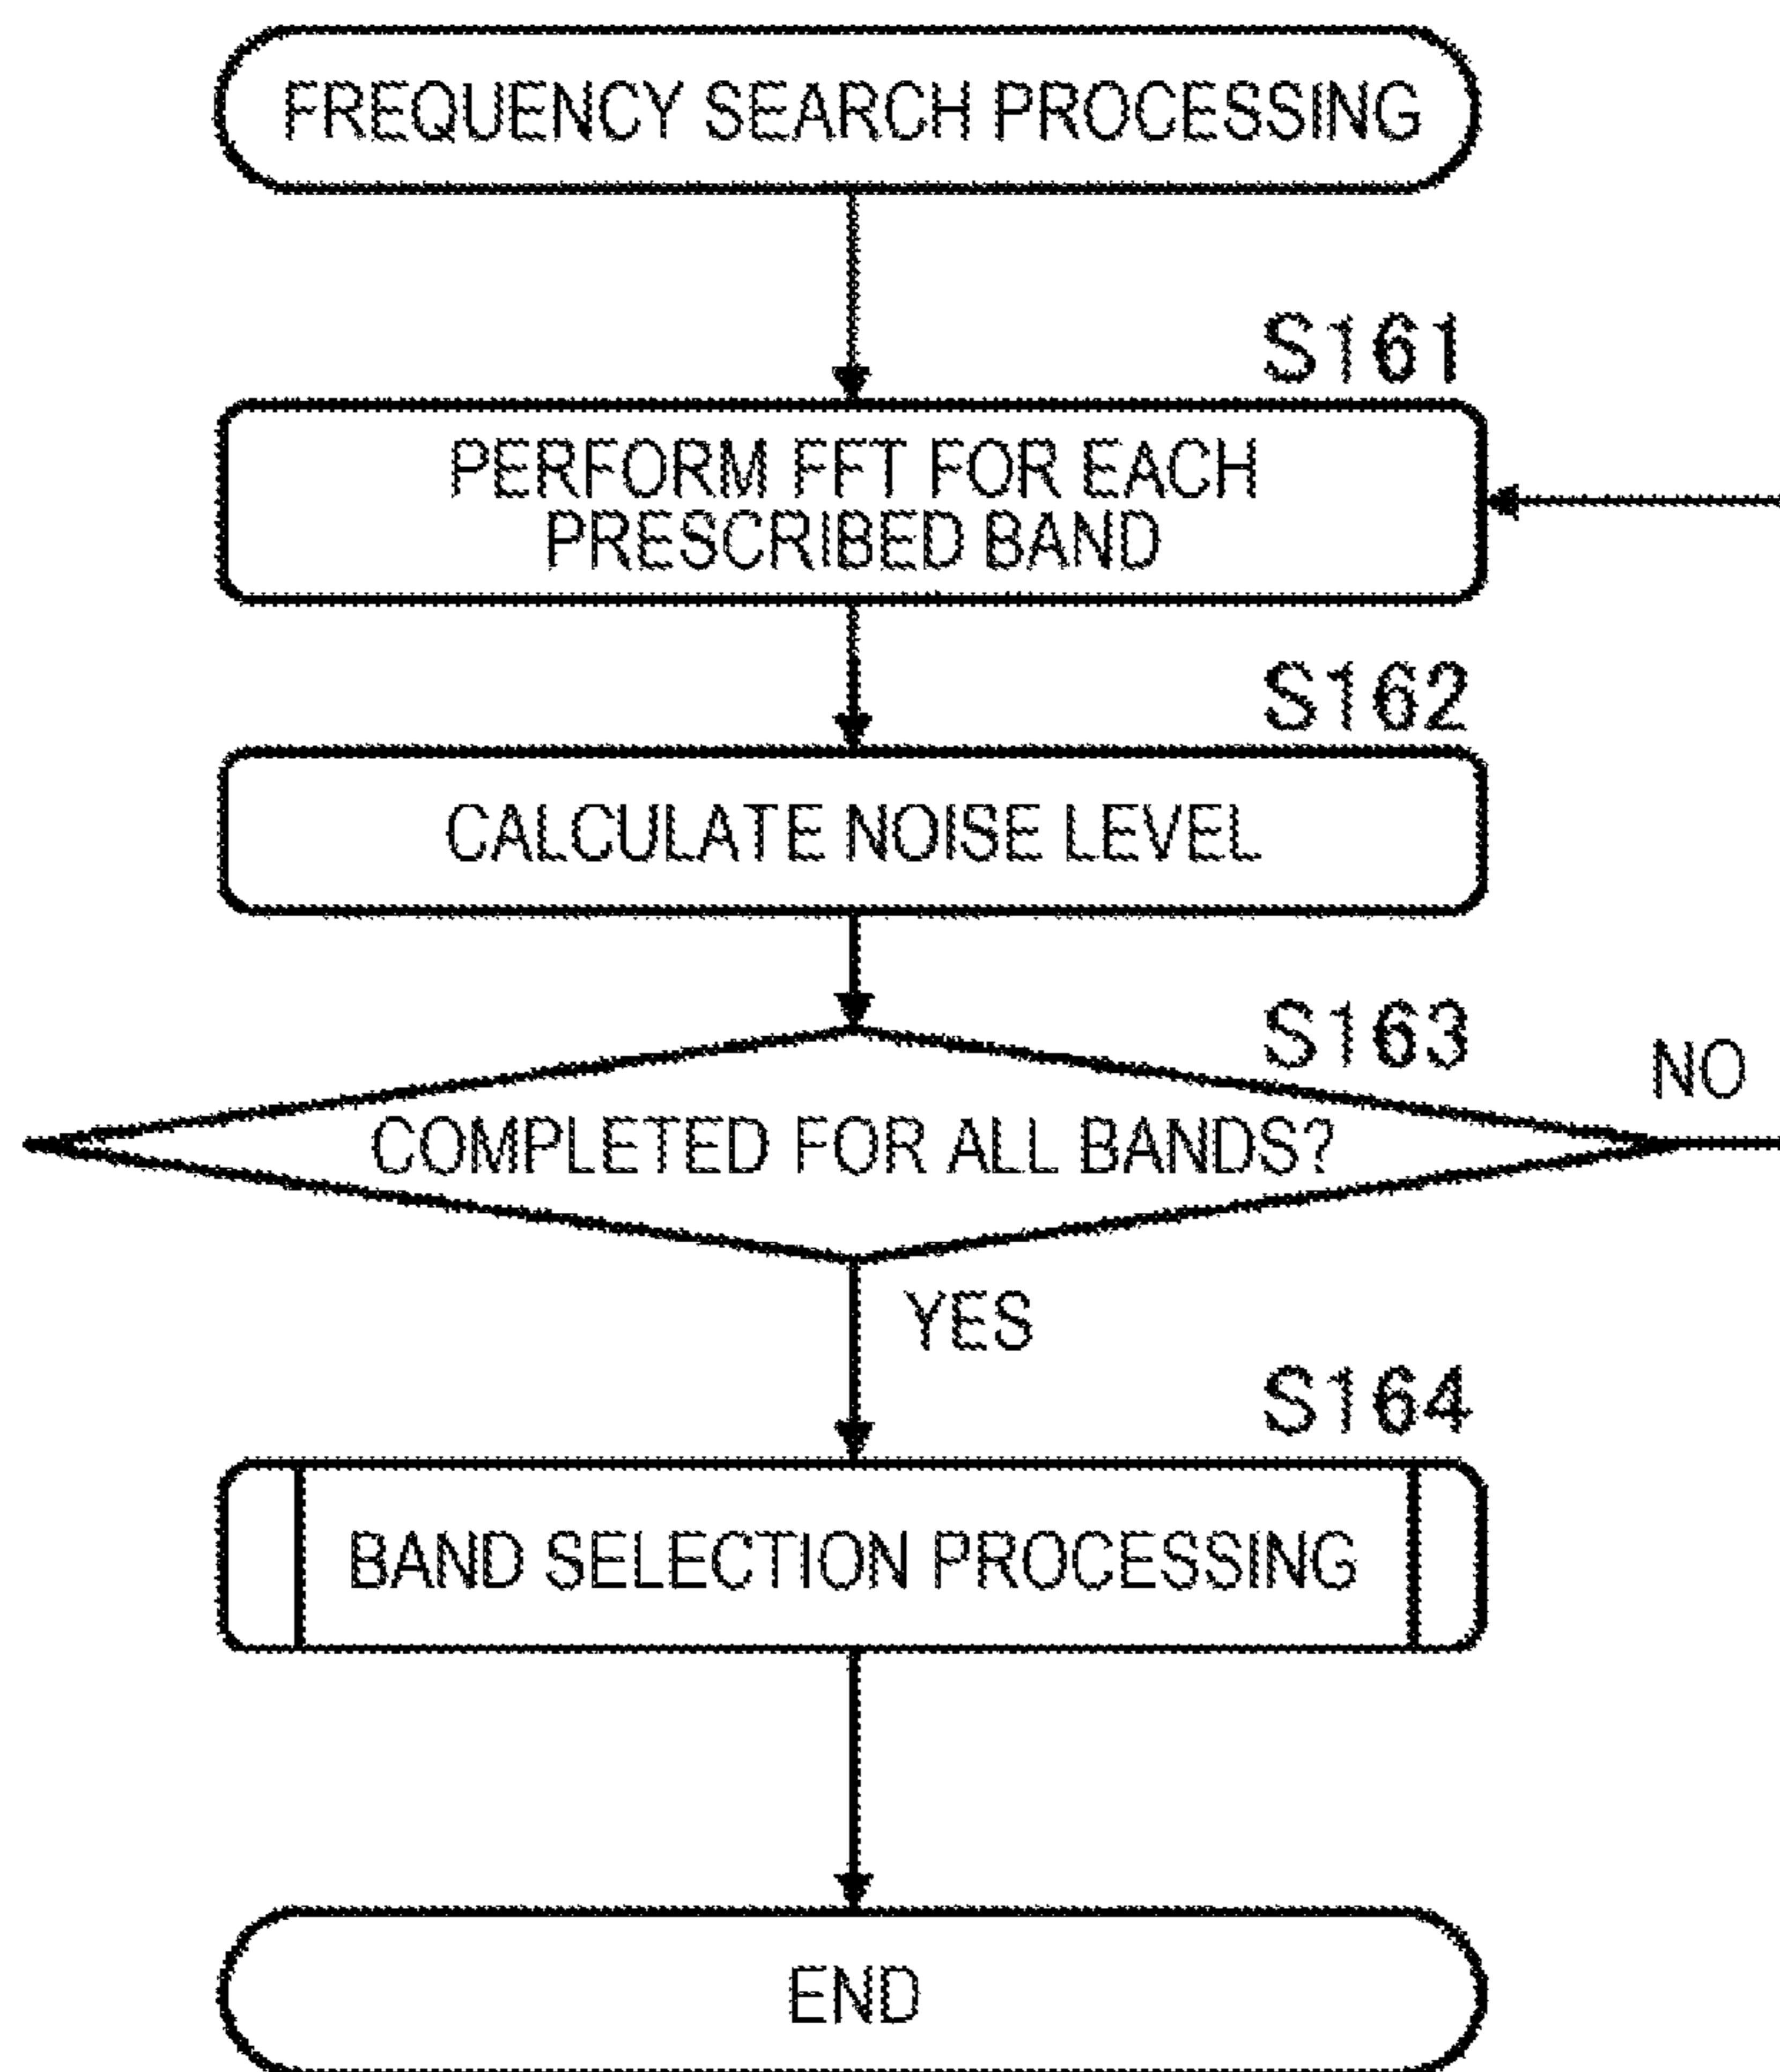 FREQUENCY SEARCH PROCESSING
S161
PERFORM FFT FOR EACH
PRESCRIBED BAND
S162
CALCULATE NOISE LEVEL
S163
NO
COMPLETED FOR ALL BANDS?
YES
S164
BAND SELECTION PROCESSING
END